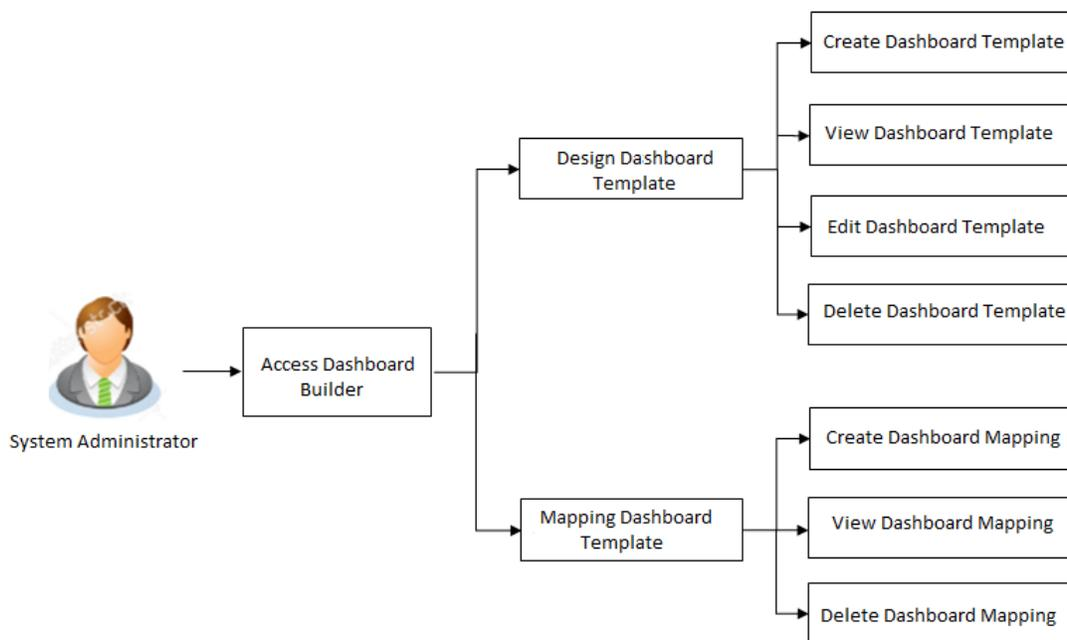 Create Dashboard Template
View Dashboard Template
Design Dashboard
Template
Edit Dashboard Template
Delete Dashboard Template
Access Dashboard
Builder
System Administrator
Create Dashboard Mapping
Mapping Dashboard
Template
View Dashboard Mapping
Delete Dashboard Mapping